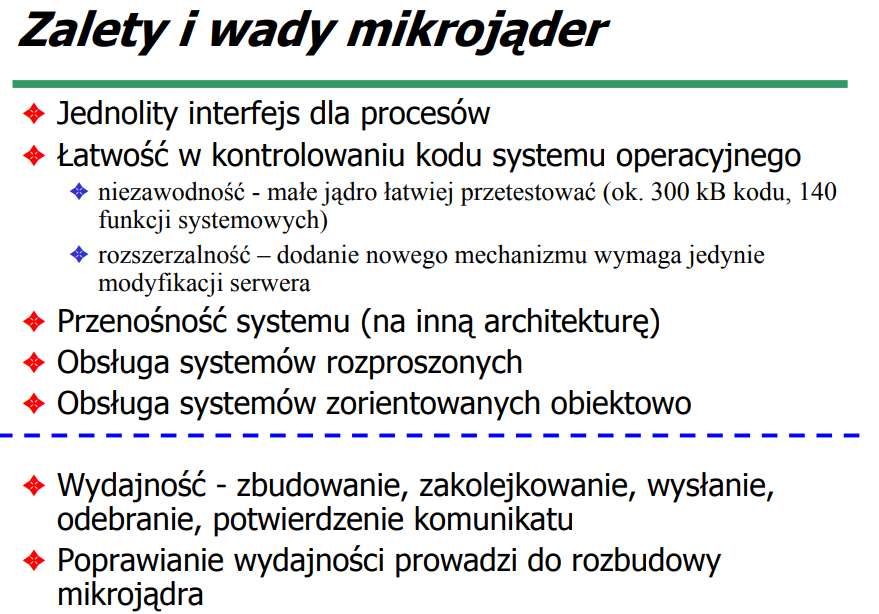 Zalety i wady mikrojąder
Jednolity interfejs dla procesów
Łatwość w kontrolowaniu kodu systemu operacyjnego
niezawodność - małe jądro łatwiej przetestować (ok. 300 kB kodu, 140
funkcji systemowych)
rozszerzalność – dodanie nowego mechanizmu wymaga jedynie
modyfikacji serwera
Przenośność systemu (na inną architekturę)
Obsługa systemów rozproszonych
Obsługa systemów zorientowanych obiektowo
Wydajność - zbudowanie, zakolejkowanie, wysłanie,
odebranie, potwierdzenie komunikatu
Poprawianie wydajności prowadzi do rozbudowy
mikrojądra